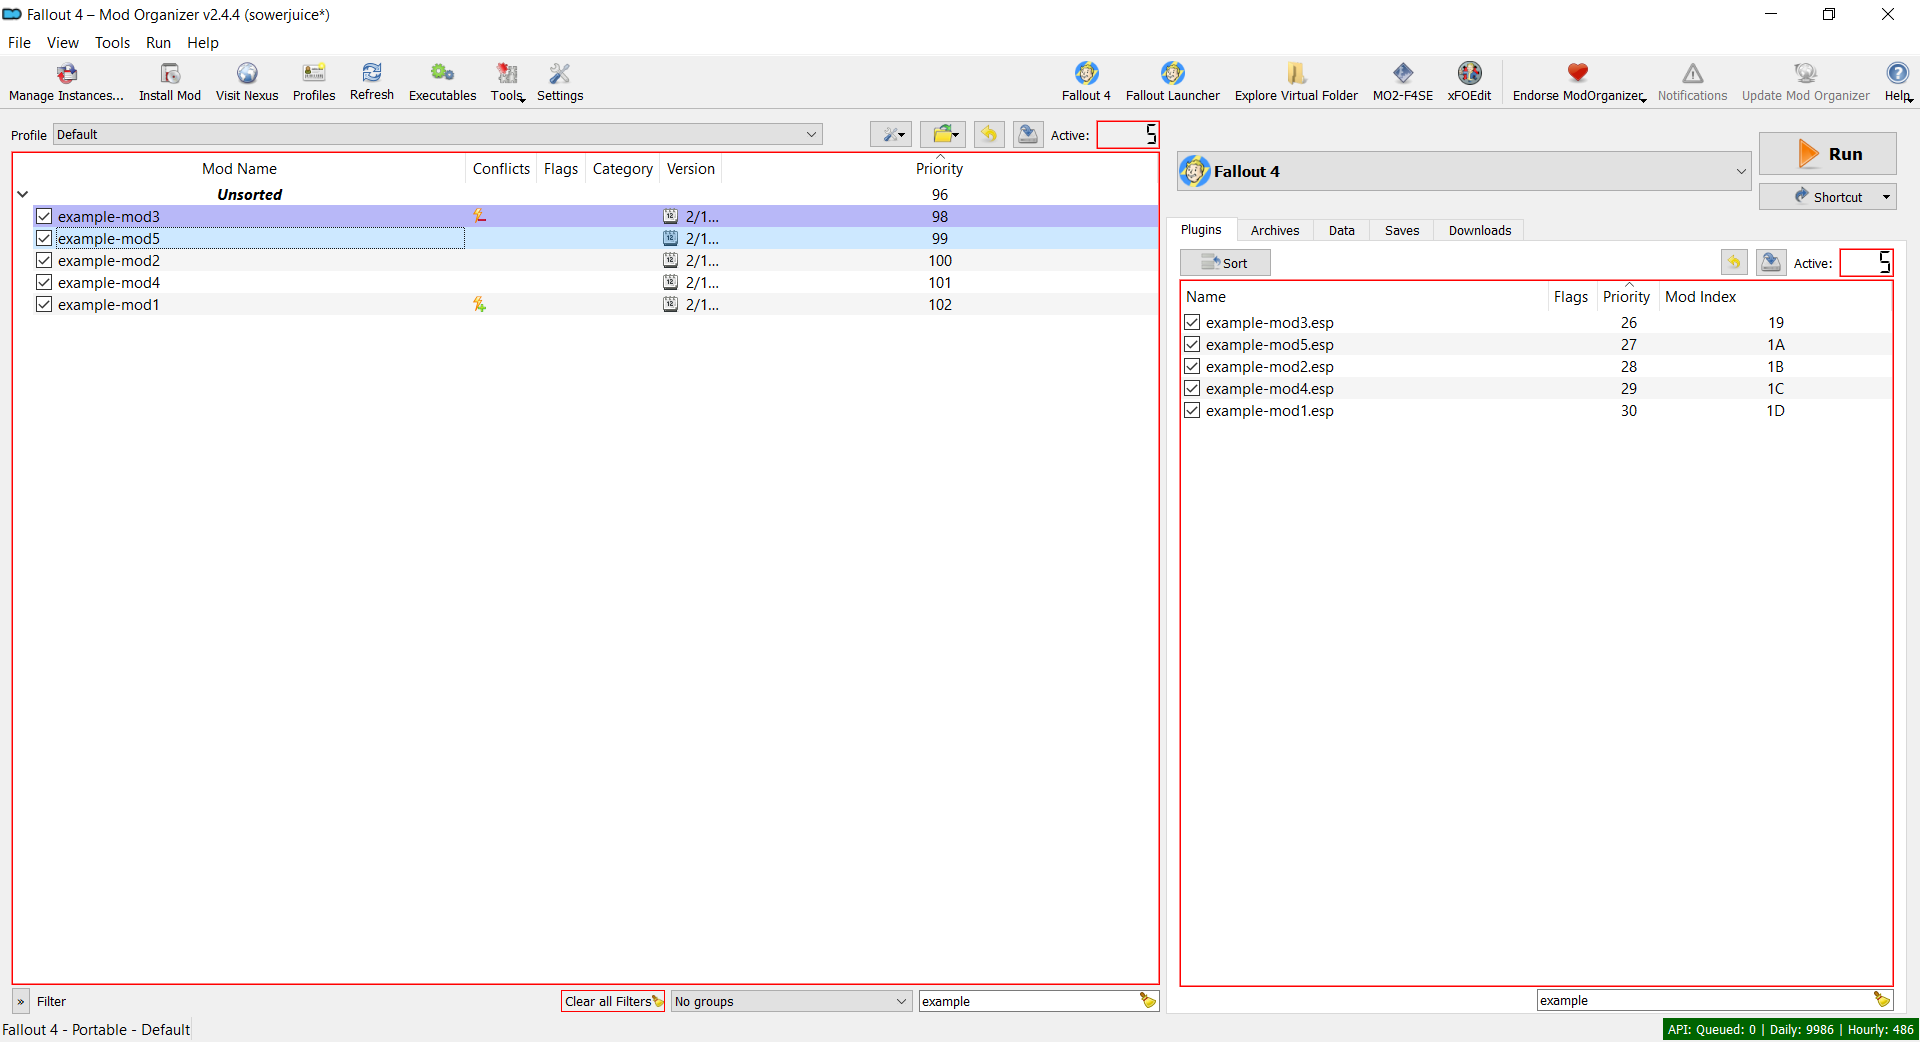 Fallout 4 – Mod Organizer v2.4.4 (sowerjuice*)
File View Tools Run Help
Manage Instances... Install Mod Visit Nexus Profiles Refresh Executables Tools Settings Fallout 4 Fallout Launcher Explore Virtual Folder MO2-F4SE xFOEdit Endorse ModOrganizer Notifications Update Mod Organizer Help
Profile Default Active: 5
Mod Name Conflicts Flags Category Version Priority
Unsorted 96
example-mod3 2/1... 98
example-mod5 2/1... 99
example-mod2 2/1... 100
example-mod4 2/1... 101
example-mod1 2/1... 102
» Filter Clear all Filters No groups example
Fallout 4 Run
Shortcut
Plugins Archives Data Saves Downloads
Sort Active: 5
Name Flags Priority Mod Index
example-mod3.esp 26 19
example-mod5.esp 27 1A
example-mod2.esp 28 1B
example-mod4.esp 29 1C
example-mod1.esp 30 1D
example
Fallout 4 - Portable - Default API: Queued: 0 | Daily: 9986 | Hourly: 486